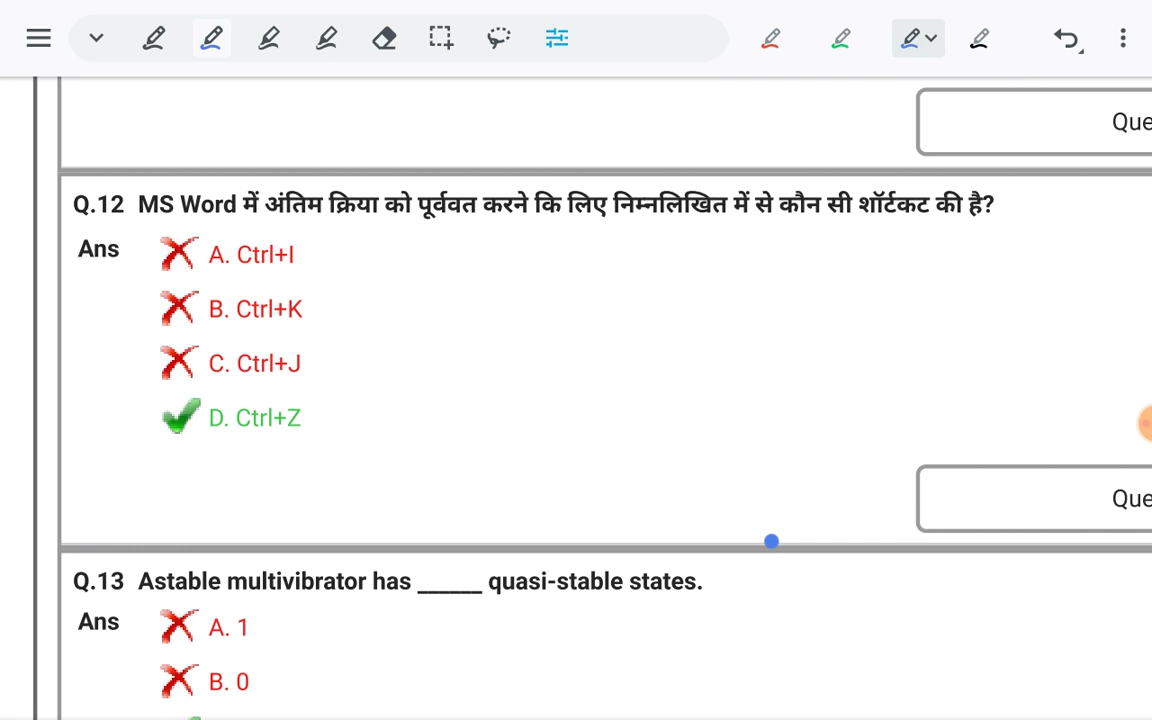 Que
Q.12 MS Word में अंतिम क्रिया को पूर्ववत करने कि लिए निम्नलिखित में से कौन सी शॉर्टकट की है?
Ans
A. Ctrl+I
B. Ctrl+K
C. Ctrl+J
D. Ctrl+Z
Que
Q.13 Astable multivibrator has ______ quasi-stable states.
Ans
A. 1
B. 0